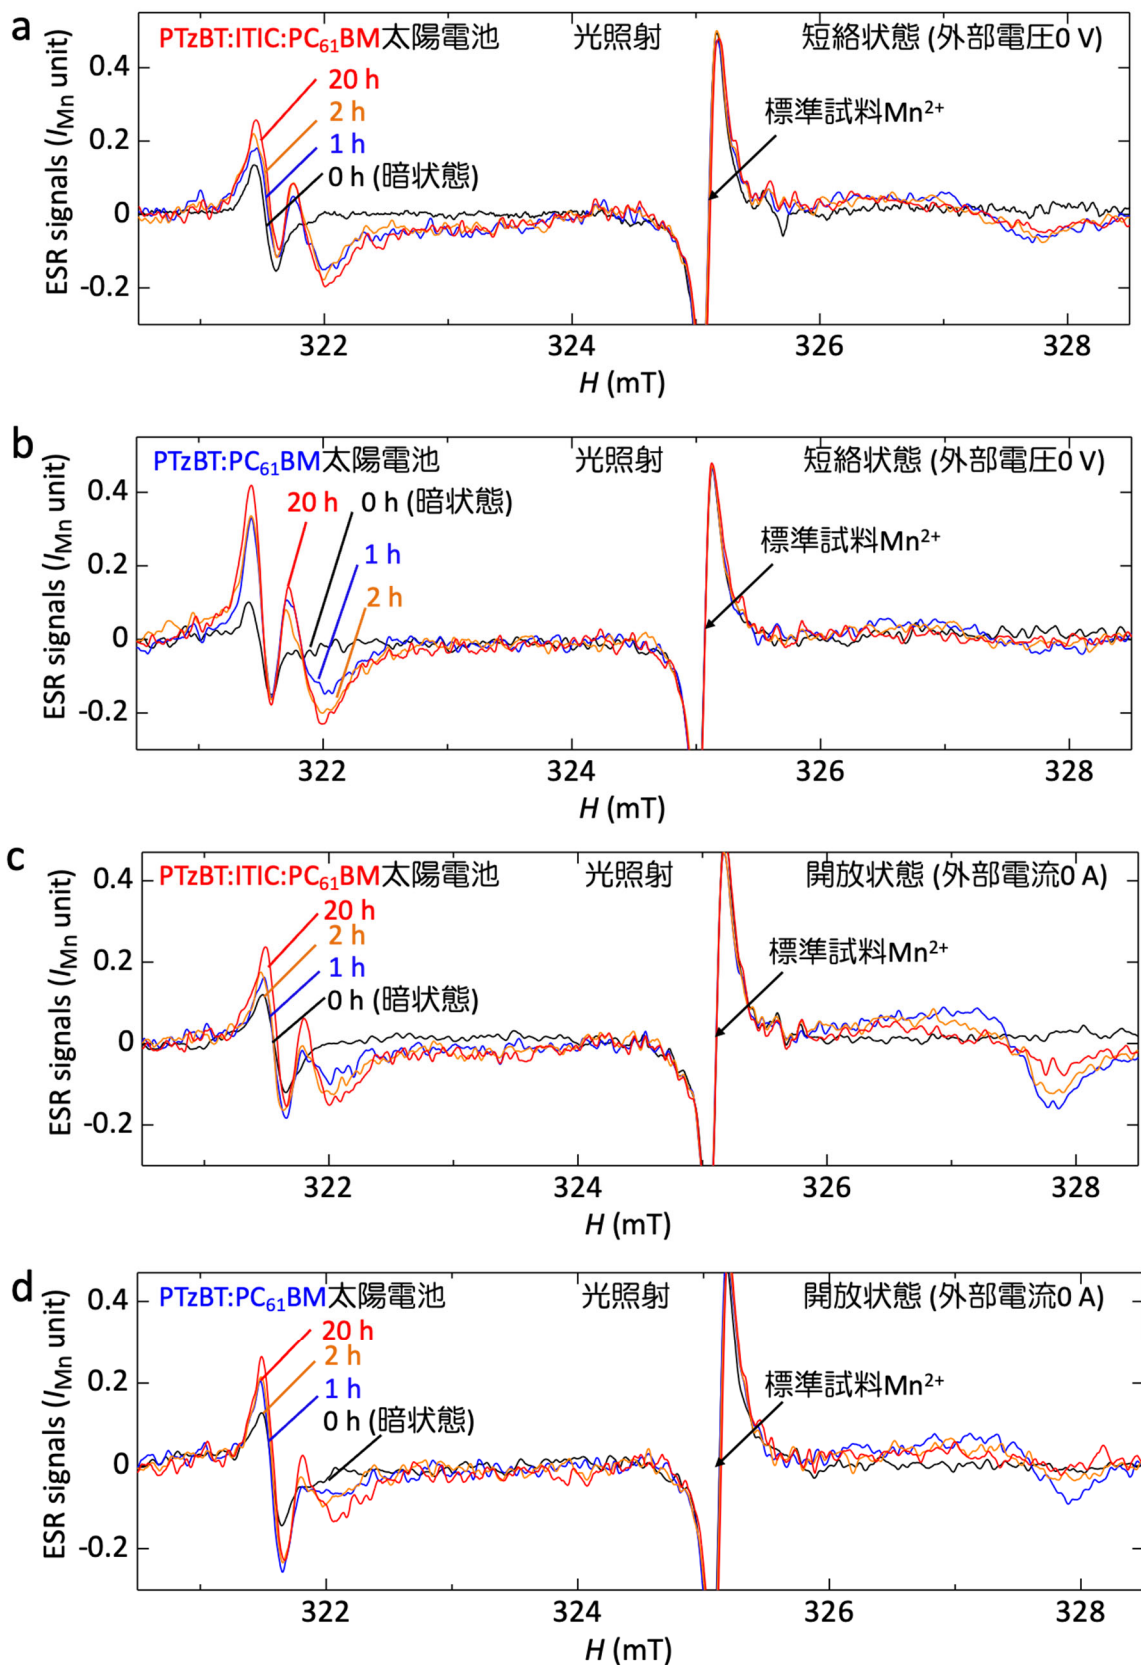 a
PTzBT:ITIC:PC₆₁BM太陽電池 光照射 短絡状態 (外部電圧0 V)
20 h
2 h
1 h
0 h (暗状態)
標準試料Mn²⁺
ESR signals (I_Mn unit)
0.4
0.2
0
-0.2
322 324 326 328
H (mT)
b
PTzBT:PC₆₁BM太陽電池 光照射 短絡状態 (外部電圧0 V)
20 h
0 h (暗状態)
1 h
2 h
標準試料Mn²⁺
ESR signals (I_Mn unit)
0.4
0.2
0
-0.2
322 324 326 328
H (mT)
c
PTzBT:ITIC:PC₆₁BM太陽電池 光照射 開放状態 (外部電流0 A)
20 h
2 h
1 h
0 h (暗状態)
標準試料Mn²⁺
ESR signals (I_Mn unit)
0.4
0.2
0
-0.2
322 324 326 328
H (mT)
d
PTzBT:PC₆₁BM太陽電池 光照射 開放状態 (外部電流0 A)
20 h
2 h
1 h
0 h (暗状態)
標準試料Mn²⁺
ESR signals (I_Mn unit)
0.4
0.2
0
-0.2
322 324 326 328
H (mT)